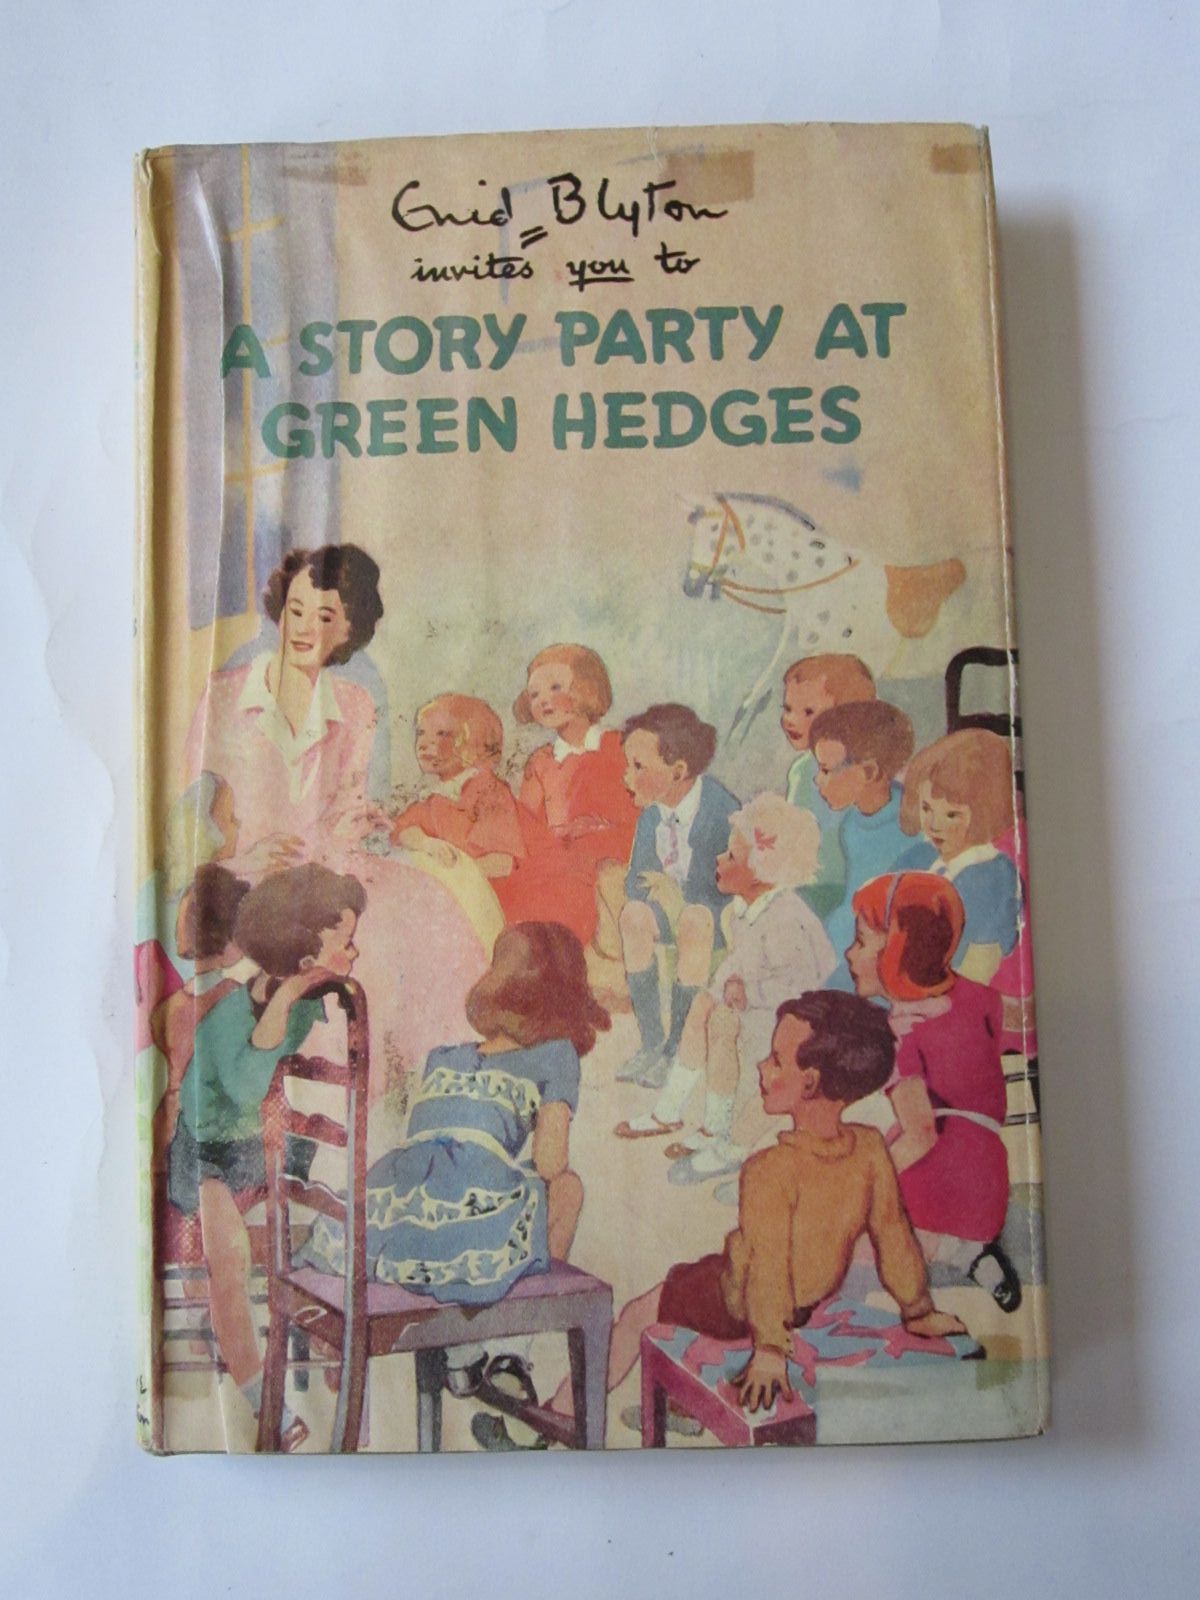 Enid Blyton
invites you to
A STORY PARTY AT
GREEN HEDGES